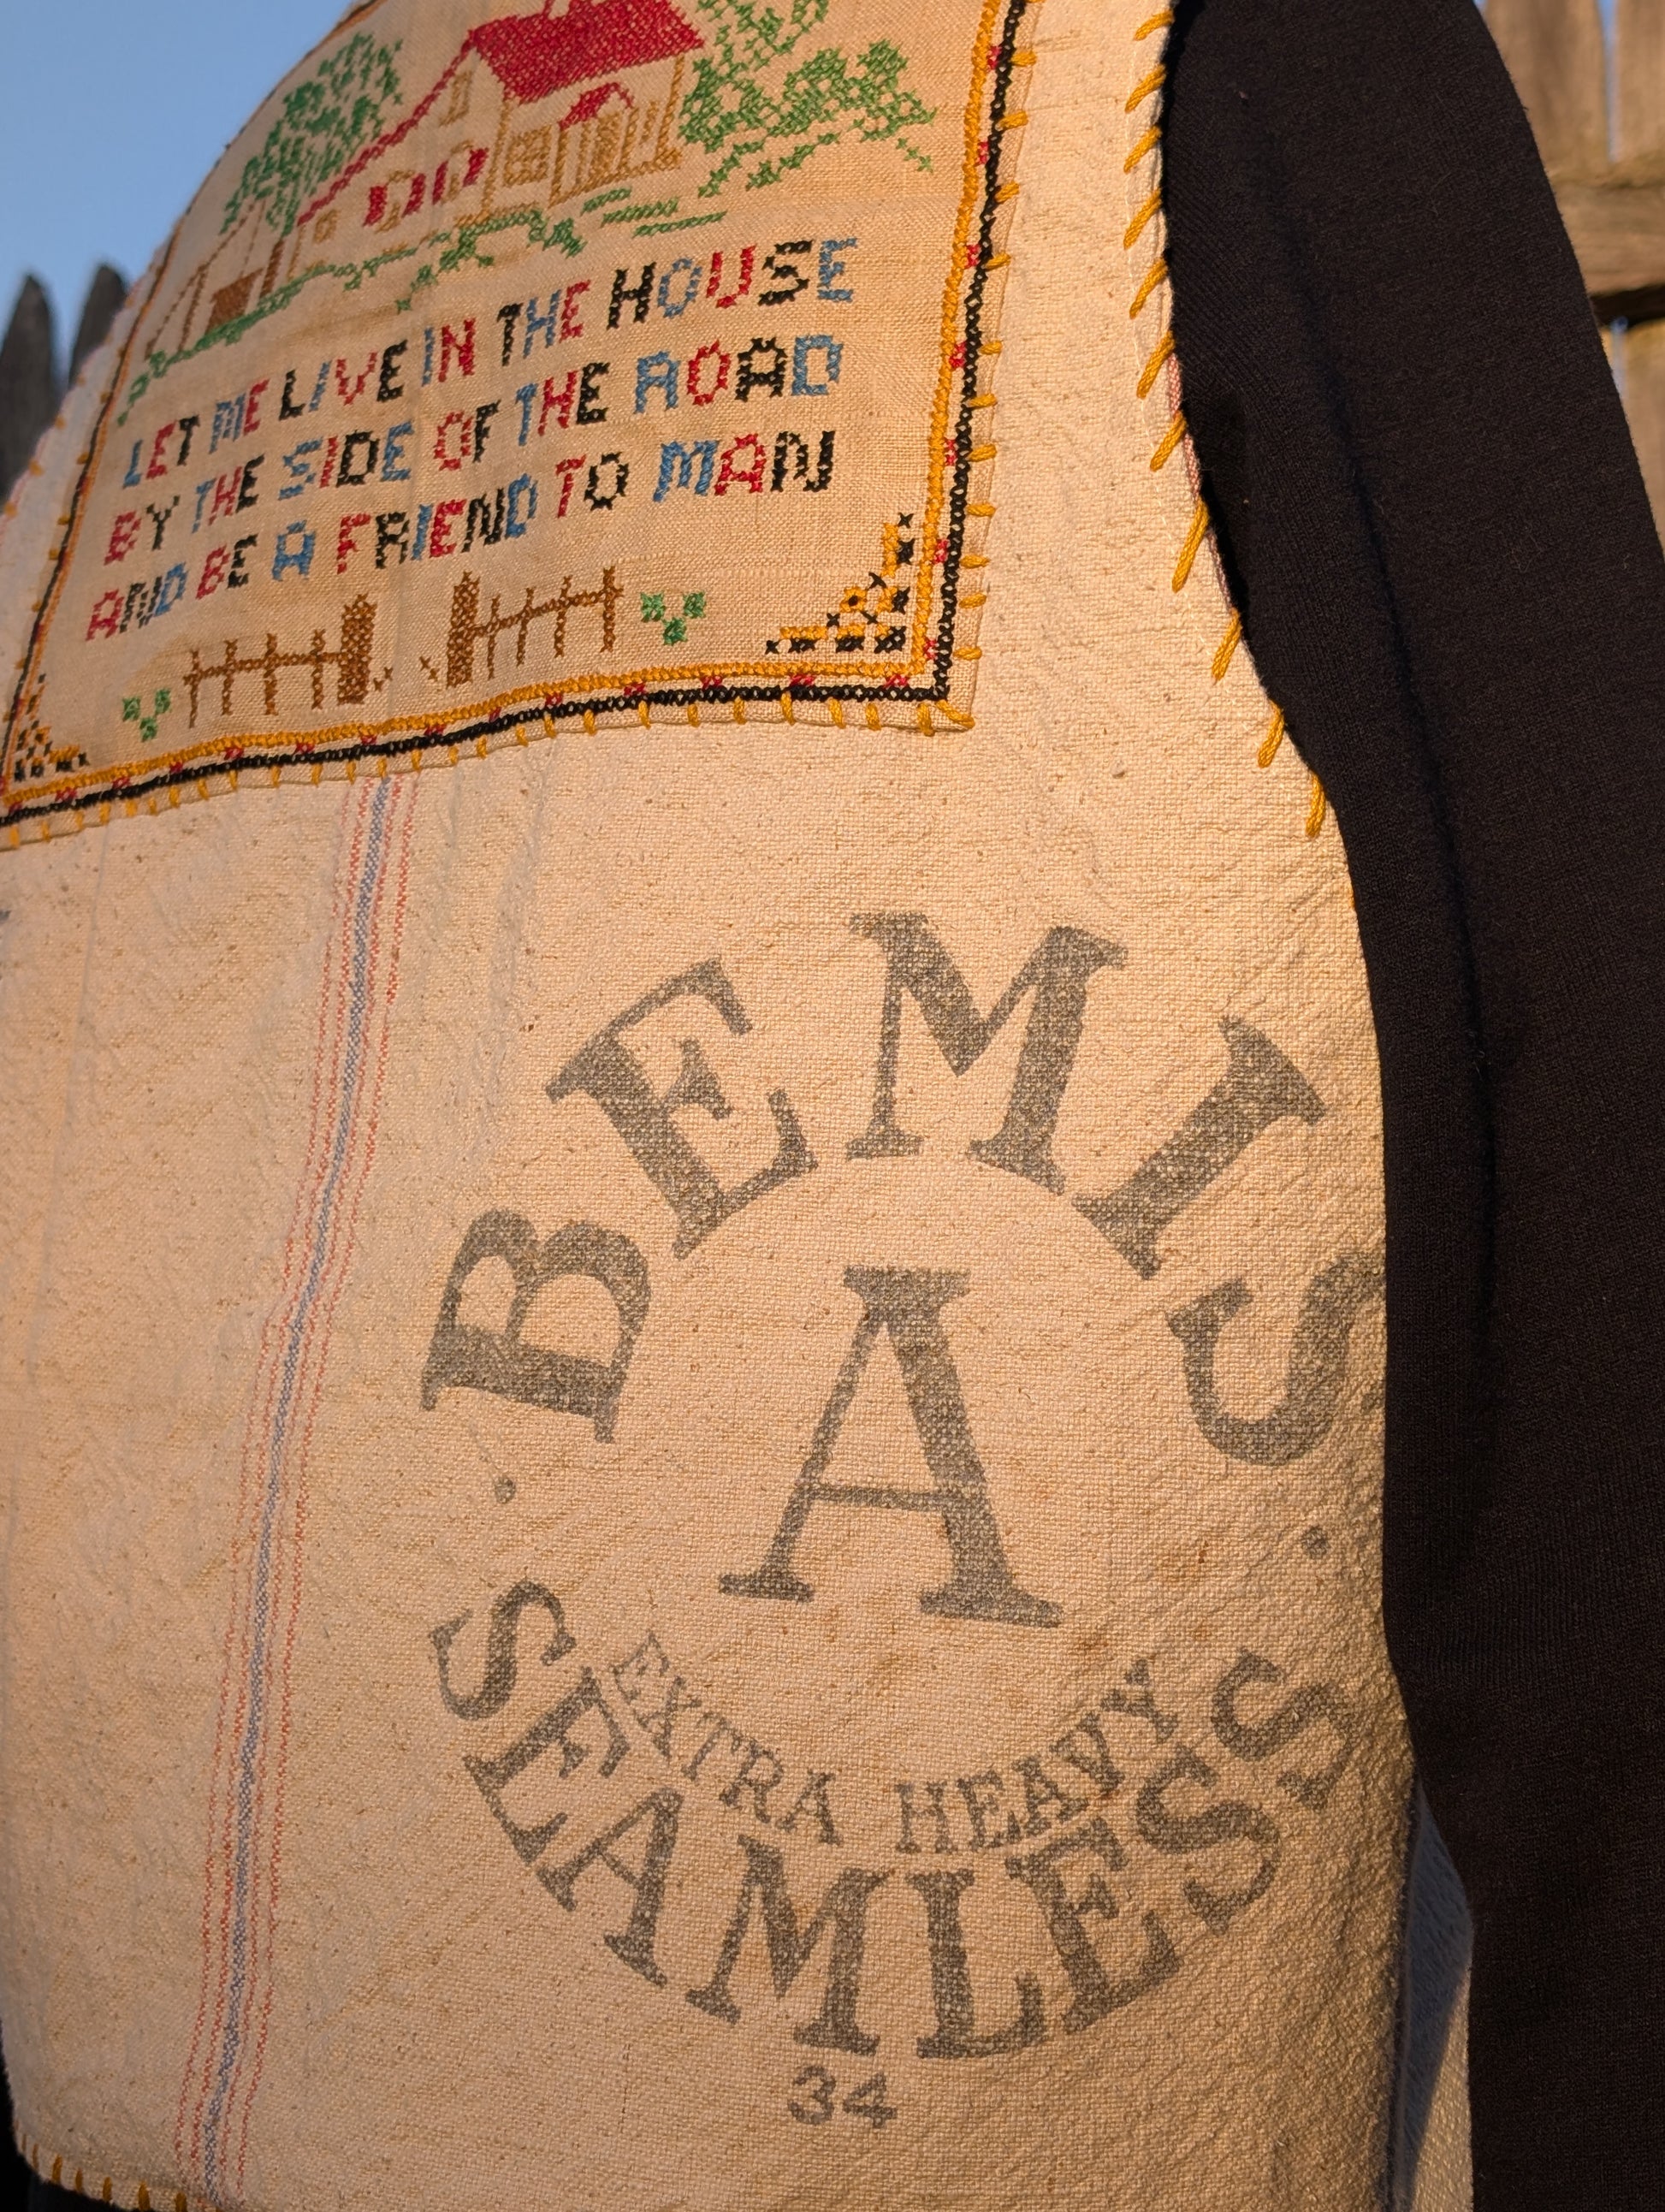 LET ME LIVE IN THE HOUSE
BY THE SIDE OF THE ROAD
AND BE A FRIEND TO MAN
BEMIS
A
EXTRA HEAVY
SEAMLESS
34